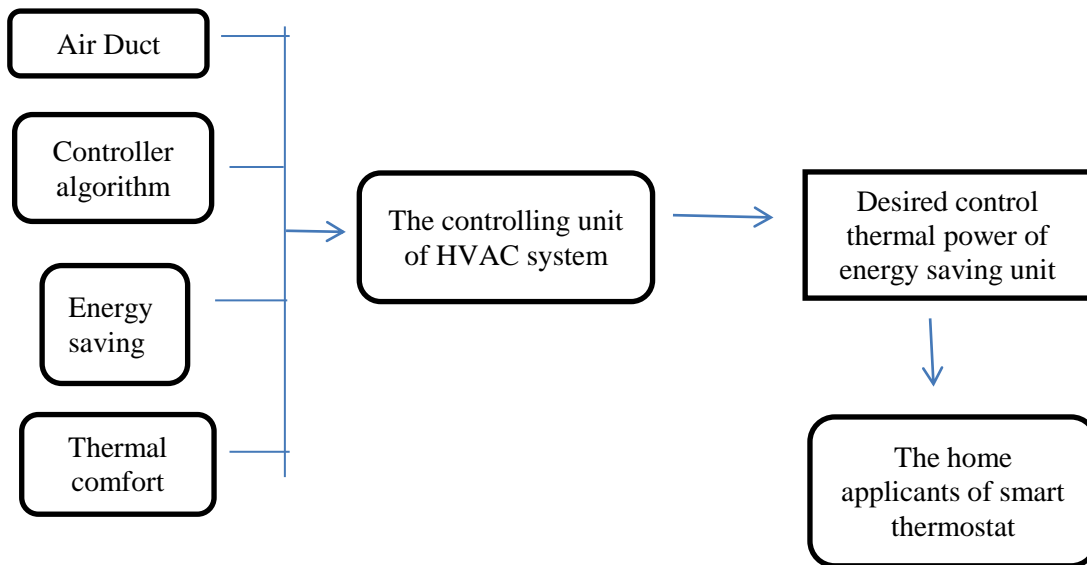 Air Duct
Controller
algorithm
Energy
saving
Thermal
comfort
The controlling unit
of HVAC system
Desired control
thermal power of
energy saving unit
The home
applicants of smart
thermostat